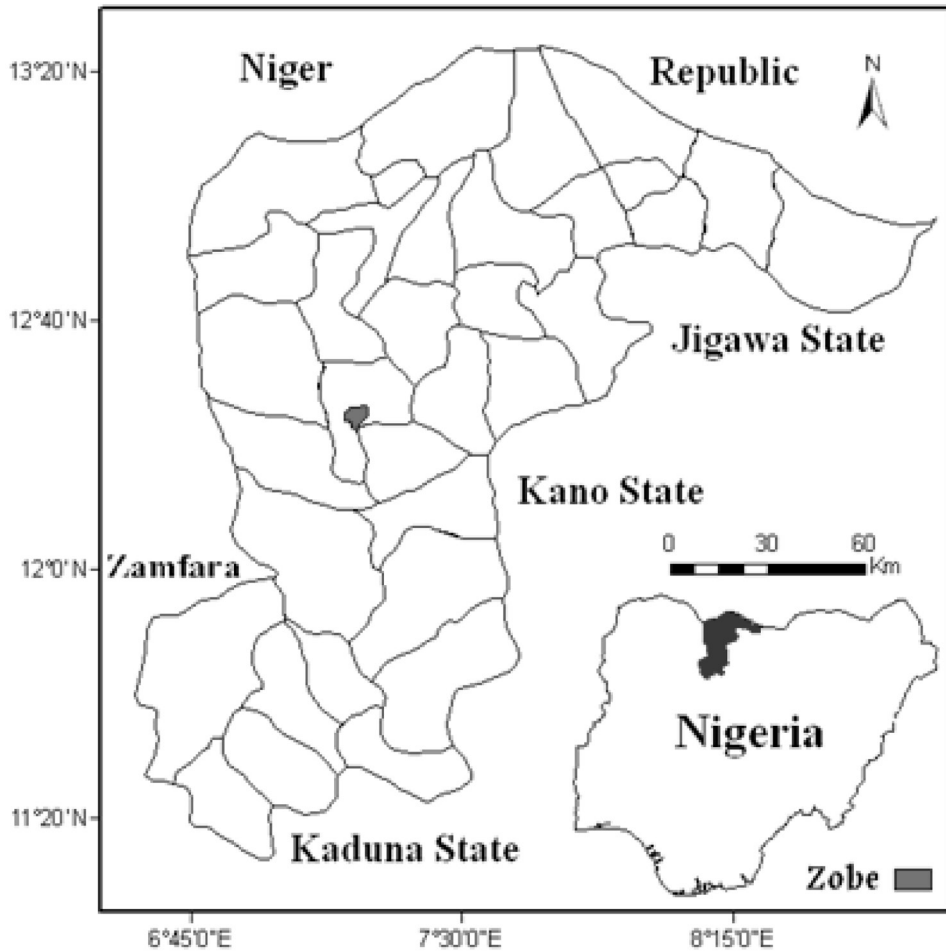 Niger
Republic
N
13°20'N
12°40'N
Jigawa State
Kano State
Zamfara
12°0'N
0 30 60
Km
Nigeria
11°20'N
Kaduna State
Zobe
6°45'0"E 7°30'0"E 8°15'0"E